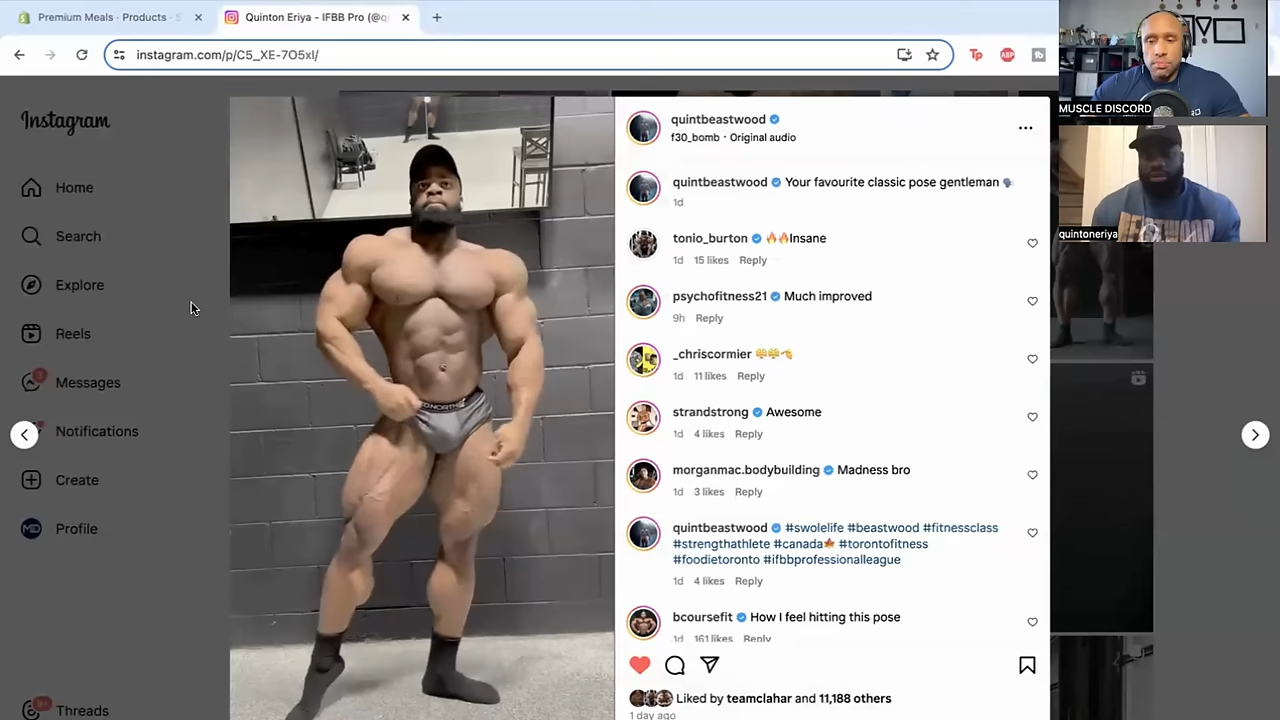 Premium Meals · Products · S
Quinton Eriya - IFBB Pro (@q
instagram.com/p/C5_XE-7O5xI/
Tp
ABP
MUSCLE DISCORD
quintoneriya
Instagram
Home
Search
Explore
Reels
Messages
Notifications
Create
MD
Profile
9+
Threads
quintbeastwood
f30_bomb · Original audio
quintbeastwood Your favourite classic pose gentleman 🗣️
1d
tonio_burton 🔥🔥Insane
1d 15 likes Reply
psychofitness21 Much improved
9h Reply
_chriscormier
1d 11 likes Reply
strandstrong Awesome
1d 4 likes Reply
morganmac.bodybuilding Madness bro
1d 3 likes Reply
quintbeastwood #swolelife #beastwood #fitnessclass
#strengthathlete #canada🍁 #torontofitness
#foodietoronto #ifbbprofessionalleague
1d 4 likes Reply
bcoursefit How I feel hitting this pose
1d 161 likes Reply
Liked by teamclahar and 11,188 others
1 day ago